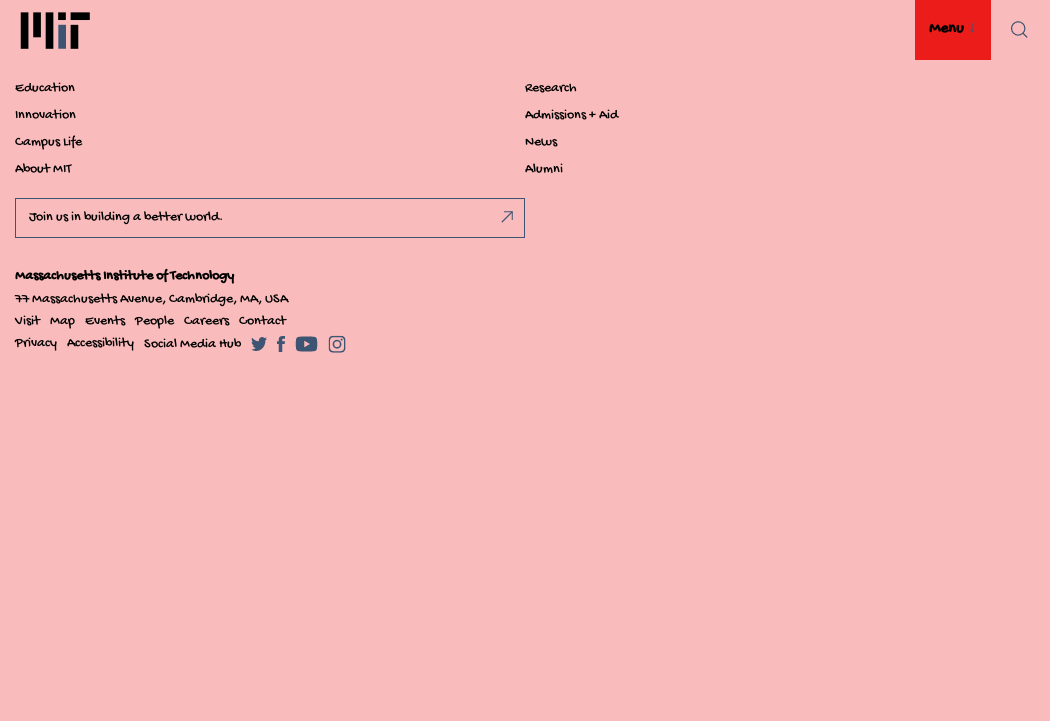 MIT
Menu ↓
Education
Research
Innovation
Admissions + Aid
Campus Life
News
About MIT
Alumni
Join us in building a better world.
Massachusetts Institute of Technology
77 Massachusetts Avenue, Cambridge, MA, USA
Visit Map Events People Careers Contact
Privacy Accessibility Social Media Hub